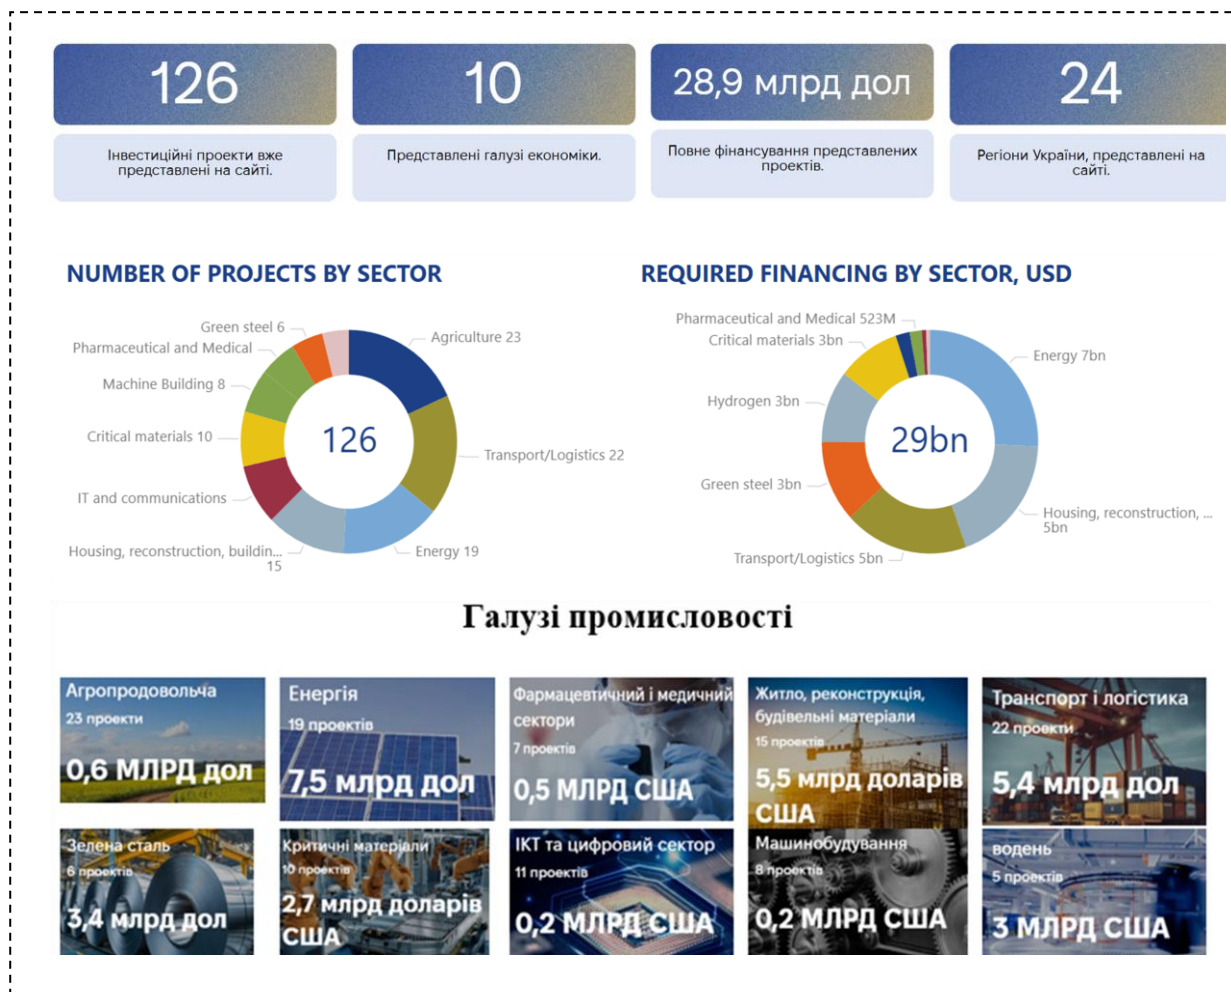 126
Інвестиційні проекти вже
представлені на сайті.
10
Представлені галузі економіки.
28,9 млрд дол
Повне фінансування представлених
проектів.
24
Регіони України, представлені на
сайті.
NUMBER OF PROJECTS BY SECTOR
Green steel 6
Pharmaceutical and Medical
Machine Building 8
Critical materials 10
IT and communications
Housing, reconstruction, buildin...
15
Agriculture 23
Transport/Logistics 22
Energy 19
126
REQUIRED FINANCING BY SECTOR, USD
Pharmaceutical and Medical 523M
Critical materials 3bn
Hydrogen 3bn
Green steel 3bn
Transport/Logistics 5bn
Energy 7bn
Housing, reconstruction, ...
5bn
29bn
Галузі промисловості
Агропродовольча
23 проекти
0,6 МЛРД дол
Енергія
19 проектів
7,5 млрд дол
Фармацевтичний і медичний
сектори
7 проектів
0,5 МЛРД США
Житло, реконструкція,
будівельні матеріали
15 проектів
5,5 млрд доларів
США
Транспорт і логістика
22 проекти
5,4 млрд дол
Зелена сталь
6 проектів
3,4 млрд дол
Критичні матеріали
10 проектів
2,7 млрд доларів
США
ІКТ та цифровий сектор
11 проектів
0,2 МЛРД США
Машинобудування
8 проектів
0,2 МЛРД США
водень
5 проектів
3 МЛРД США